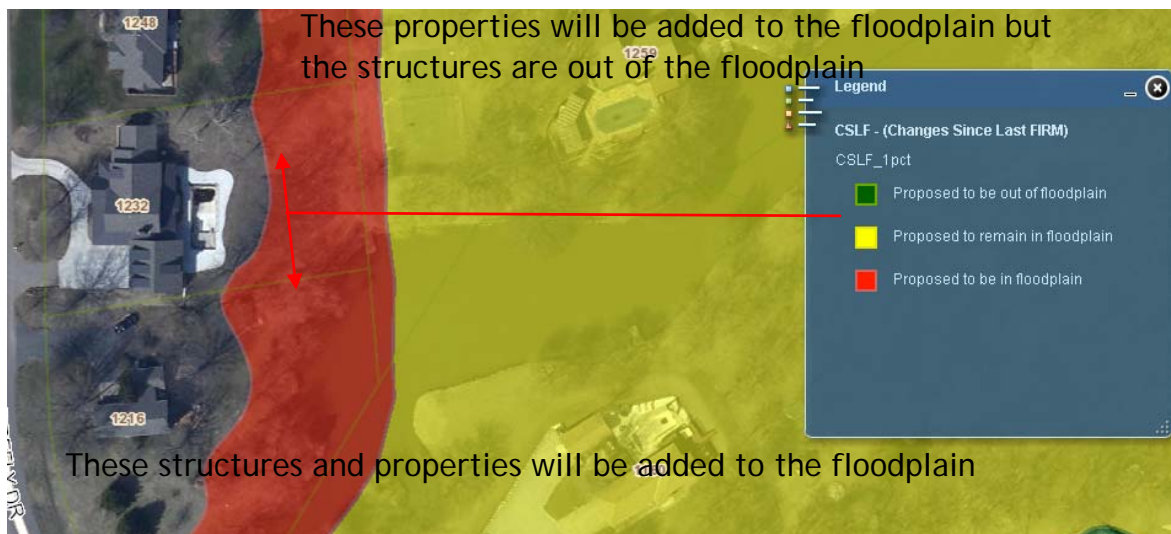 1248
These properties will be added to the floodplain but
1259
the structures are out of the floodplain
Legend
CSLF - (Changes Since Last FIRM)
CSLF_1pct
Proposed to be out of floodplain
1232
Proposed to remain in floodplain
Proposed to be in floodplain
1216
These structures and properties will be added to the floodplain
DR